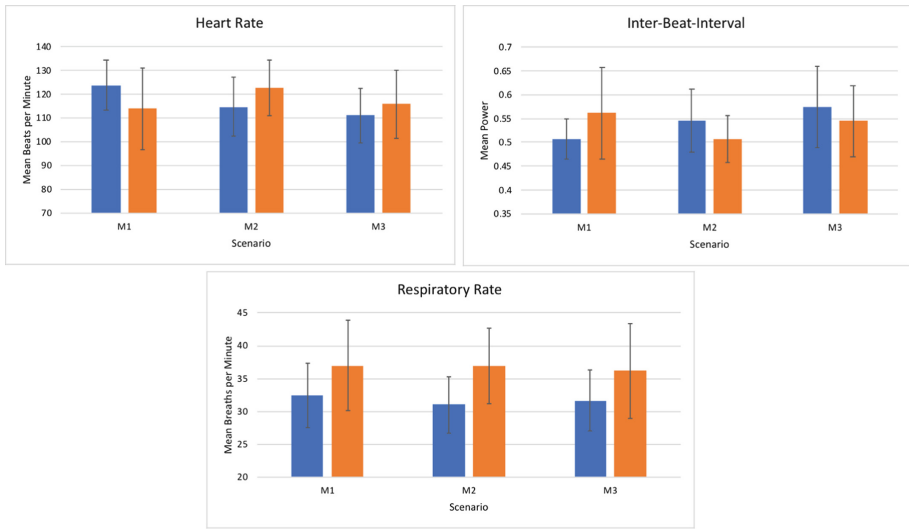 Heart Rate
Mean Beats per Minute
140
130
120
110
100
90
80
70
M1 M2 M3
Scenario
Inter-Beat-Interval
Mean Power
0.7
0.65
0.6
0.55
0.5
0.45
0.4
0.35
M1 M2 M3
Scenario
Respiratory Rate
Mean Breaths per Minute
45
40
35
30
25
20
M1 M2 M3
Scenario